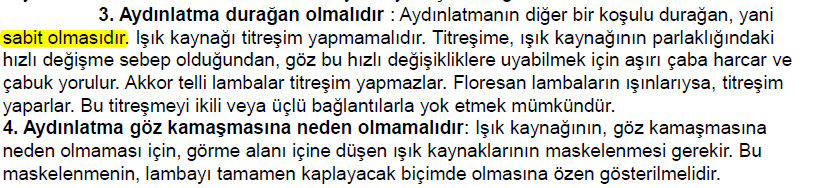 3. Aydınlatma durağan olmalıdır : Aydınlatmanın diğer bir koşulu durağan, yani
sabit olmasıdır. Işık kaynağı titreşim yapmamalıdır. Titreşime, ışık kaynağının parlaklığındaki
hızlı değişme sebep olduğundan, göz bu hızlı değişikliklere uyabilmek için aşırı çaba harcar ve
çabuk yorulur. Akkor telli lambalar titreşim yapmazlar. Floresan lambaların ışınlarıysa, titreşim
yaparlar. Bu titreşmeyi ikili veya üçlü bağlantılarla yok etmek mümkündür.
4. Aydınlatma göz kamaşmasına neden olmamalıdır: Işık kaynağının, göz kamaşmasına
neden olmaması için, görme alanı içine düşen ışık kaynaklarının maskelenmesi gerekir. Bu
maskelenmenin, lambayı tamamen kaplayacak biçimde olmasına özen gösterilmelidir.